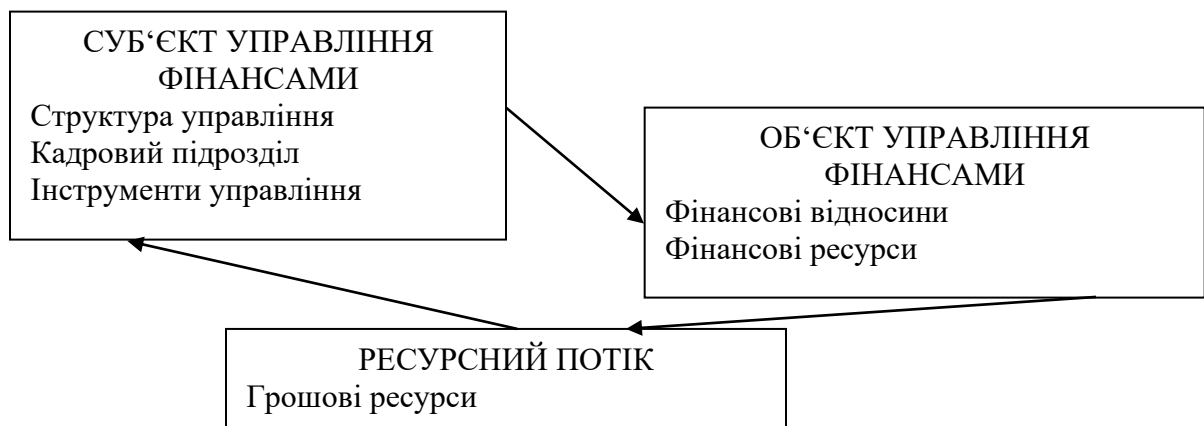 СУБ‘ЄКТ УПРАВЛІННЯ
ФІНАНСАМИ
Структура управління
Кадровий підрозділ
Інструменти управління
ОБ‘ЄКТ УПРАВЛІННЯ
ФІНАНСАМИ
Фінансові відносини
Фінансові ресурси
РЕСУРСНИЙ ПОТІК
Грошові ресурси